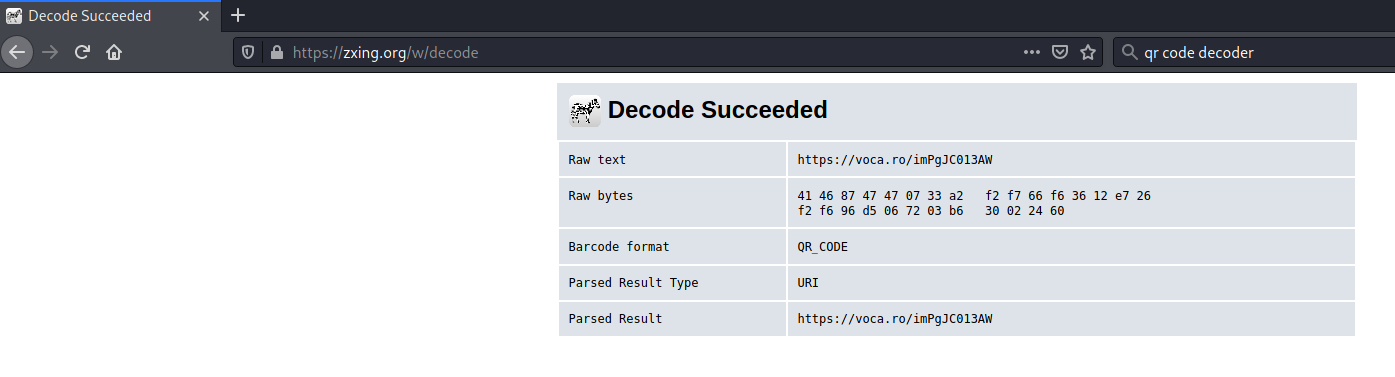 Decode Succeeded
https://zxing.org/w/decode
qr code decoder
Decode Succeeded
Raw text https://voca.ro/imPgJC013AW
Raw bytes 41 46 87 47 47 07 33 a2 f2 f7 66 f6 36 12 e7 26
f2 f6 96 d5 06 72 03 b6 30 02 24 60
Barcode format QR_CODE
Parsed Result Type URI
Parsed Result https://voca.ro/imPgJC013AW